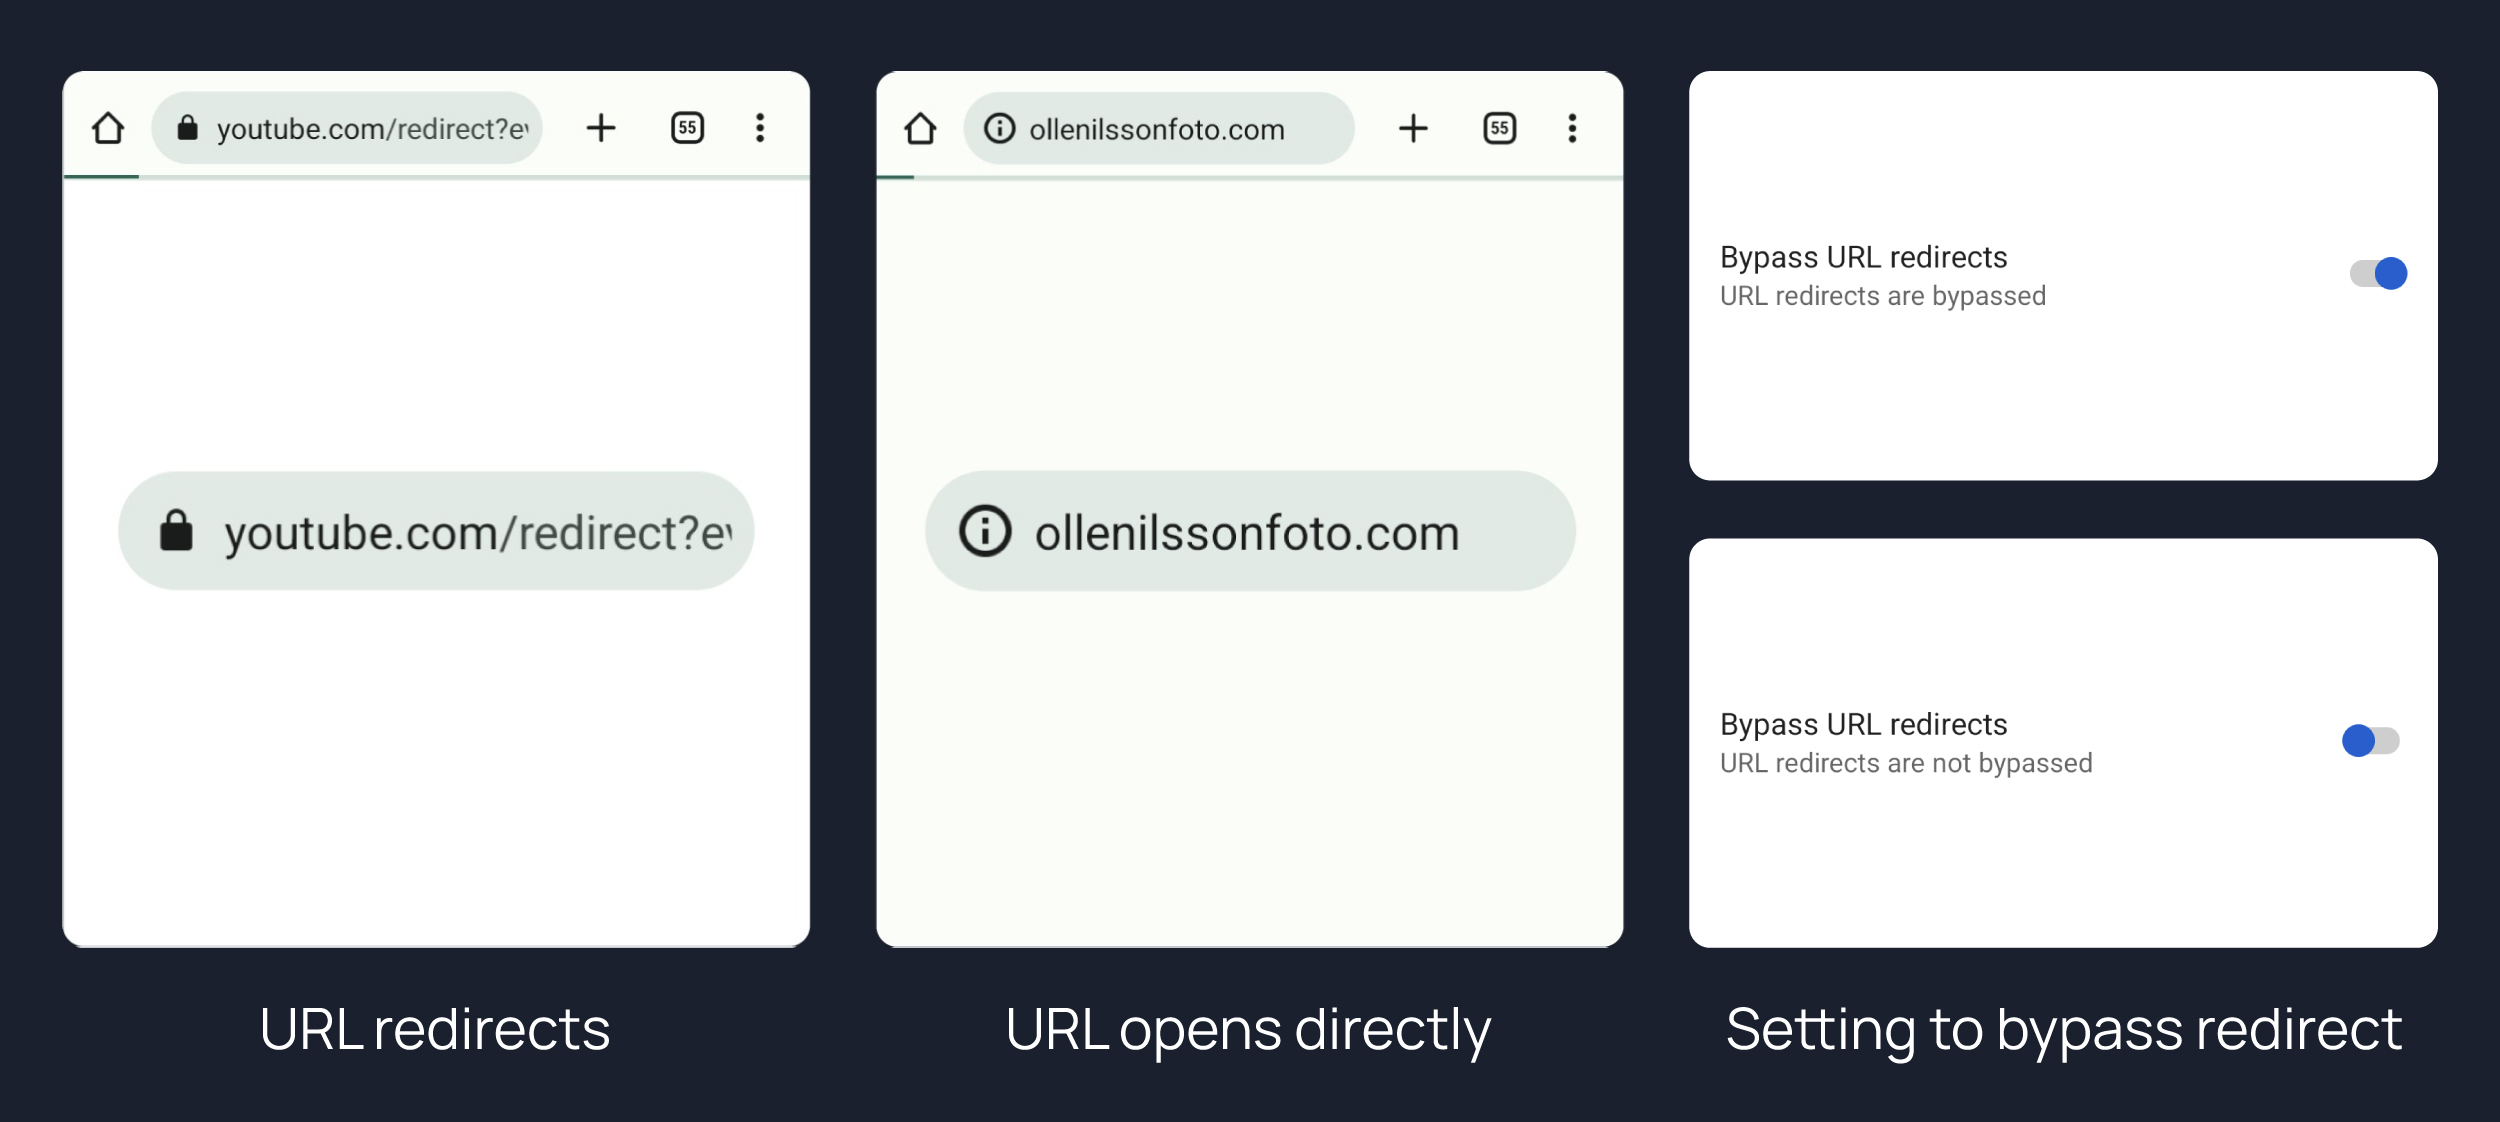 youtube.com/redirect?e
55
youtube.com/redirect?e
URL redirects
ollenilssonfoto.com
55
ollenilssonfoto.com
URL opens directly
Bypass URL redirects
URL redirects are bypassed
Bypass URL redirects
URL redirects are not bypassed
Setting to bypass redirect